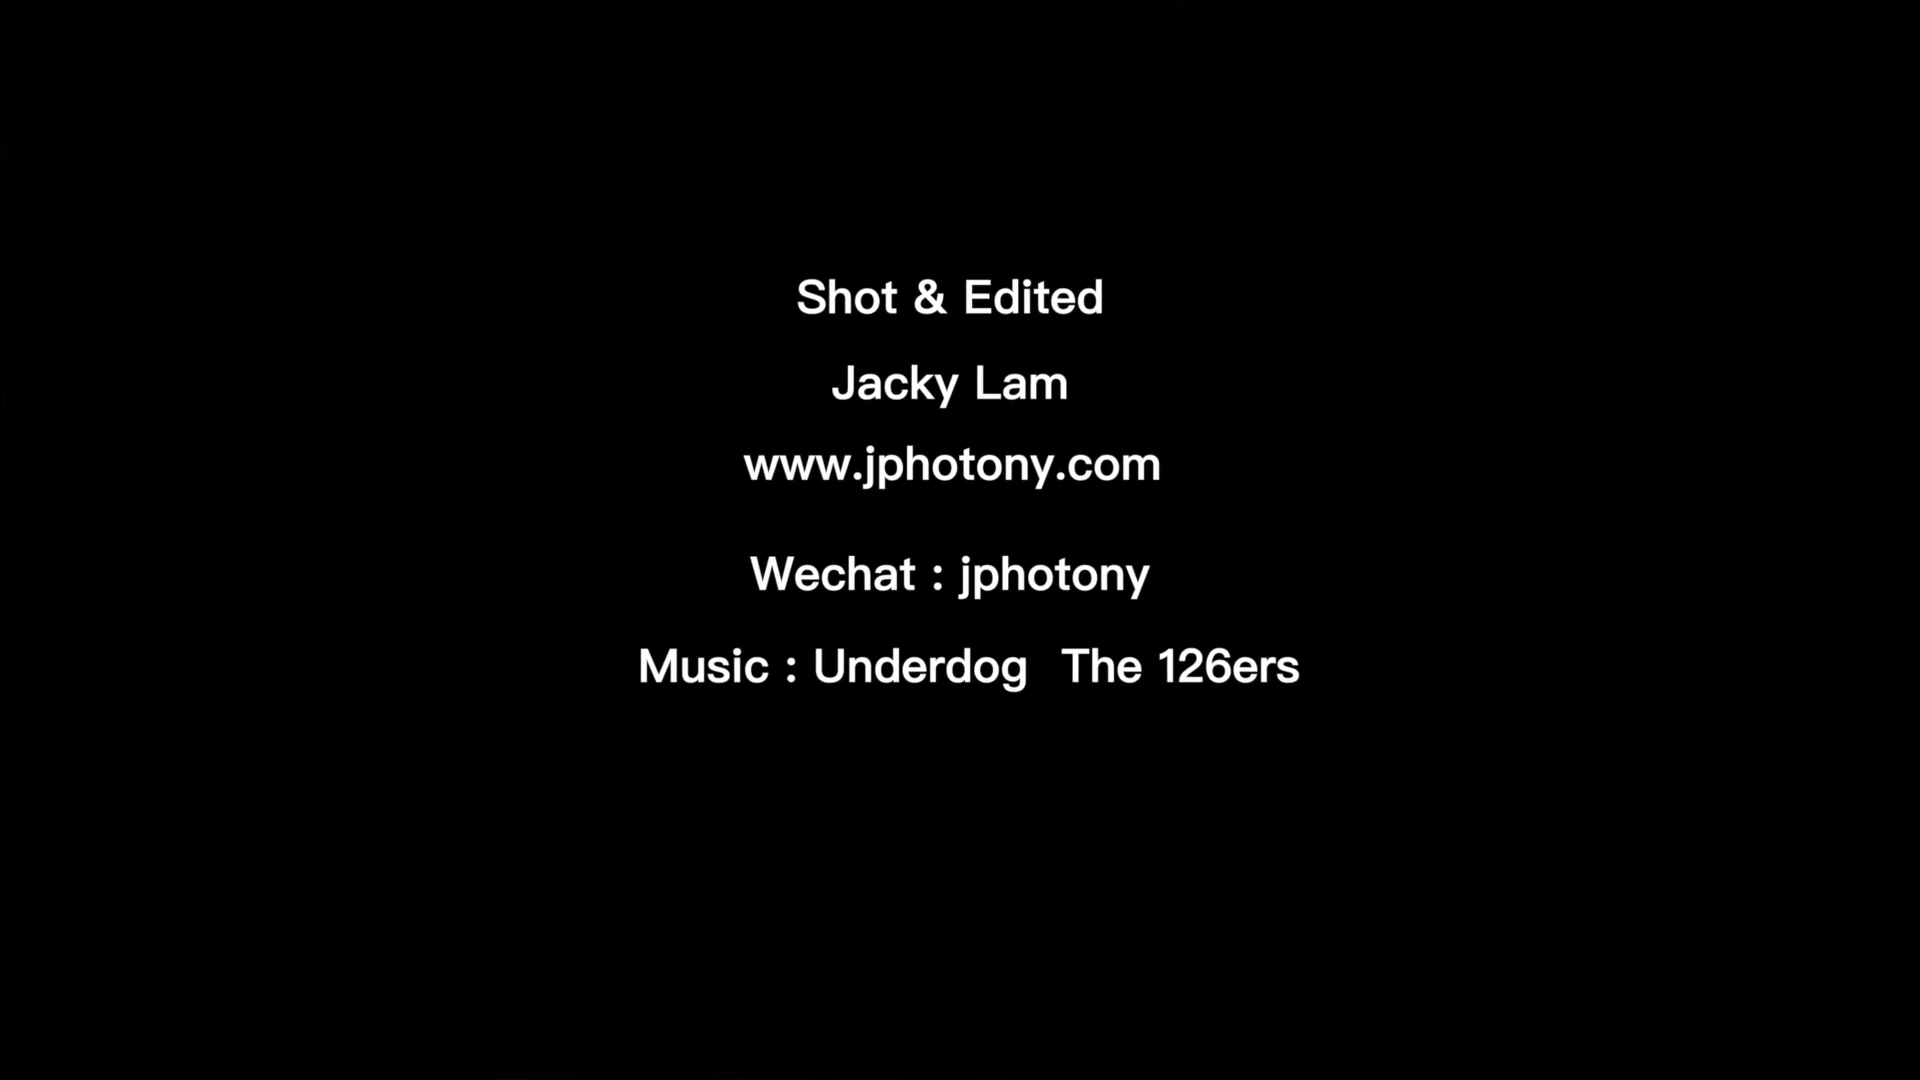 Shot & Edited
Jacky Lam
www.jphotony.com
Wechat : jphotony
Music : Underdog  The 126ers